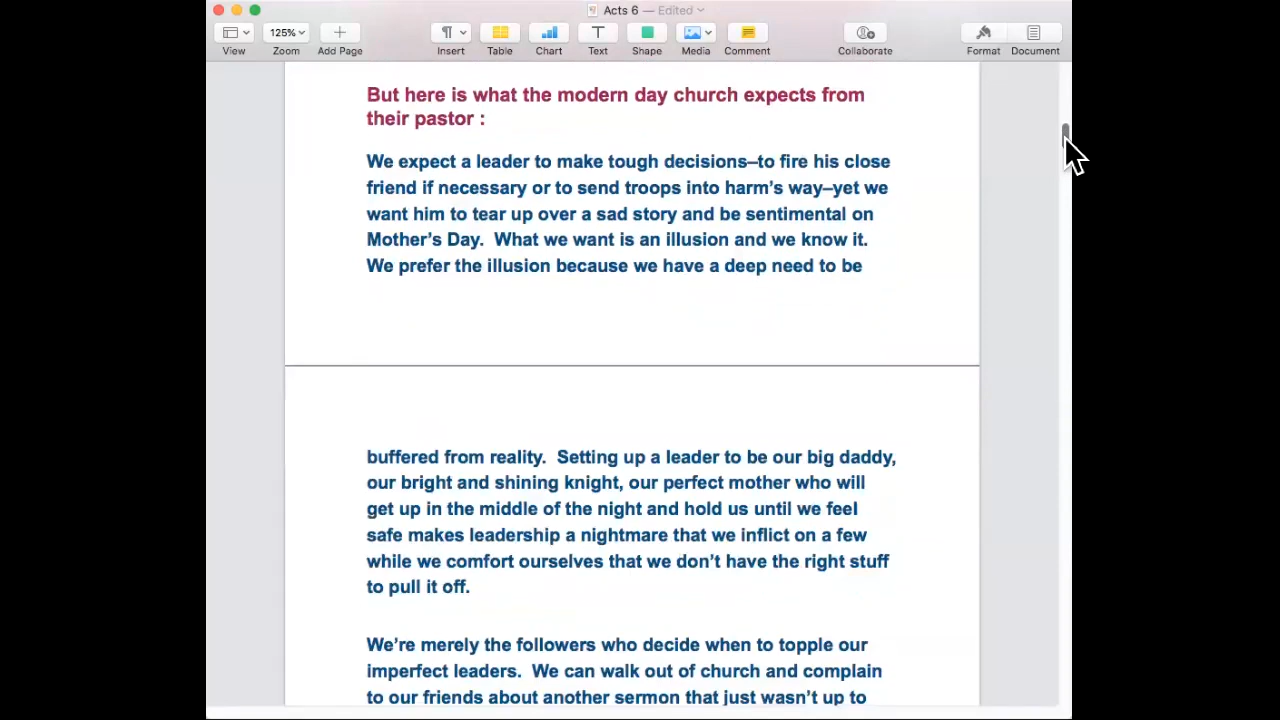 Acts 6 — Edited
125%
View
Zoom
Add Page
Insert
Table
Chart
Text
Shape
Media
Comment
Collaborate
Format
Document
But here is what the modern day church expects from
their pastor :
We expect a leader to make tough decisions–to fire his close
friend if necessary or to send troops into harm’s way–yet we
want him to tear up over a sad story and be sentimental on
Mother’s Day.  What we want is an illusion and we know it.
We prefer the illusion because we have a deep need to be
buffered from reality.  Setting up a leader to be our big daddy,
our bright and shining knight, our perfect mother who will
get up in the middle of the night and hold us until we feel
safe makes leadership a nightmare that we inflict on a few
while we comfort ourselves that we don’t have the right stuff
to pull it off.
We’re merely the followers who decide when to topple our
imperfect leaders.  We can walk out of church and complain
to our friends about another sermon that just wasn’t up to